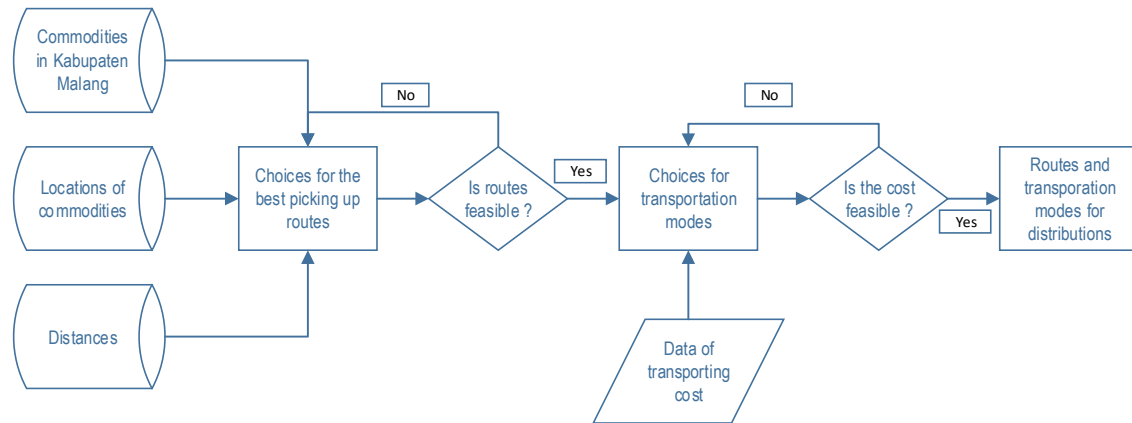 Commodities
in Kabupaten
Malang
Locations of
commodities
Distances
Choices for the
best picking up
routes
No
Is routes
feasible ?
Yes
Choices for
transportation
modes
Data of
transporting
cost
No
Is the cost
feasible ?
Yes
Routes and
transporation
modes for
distributions